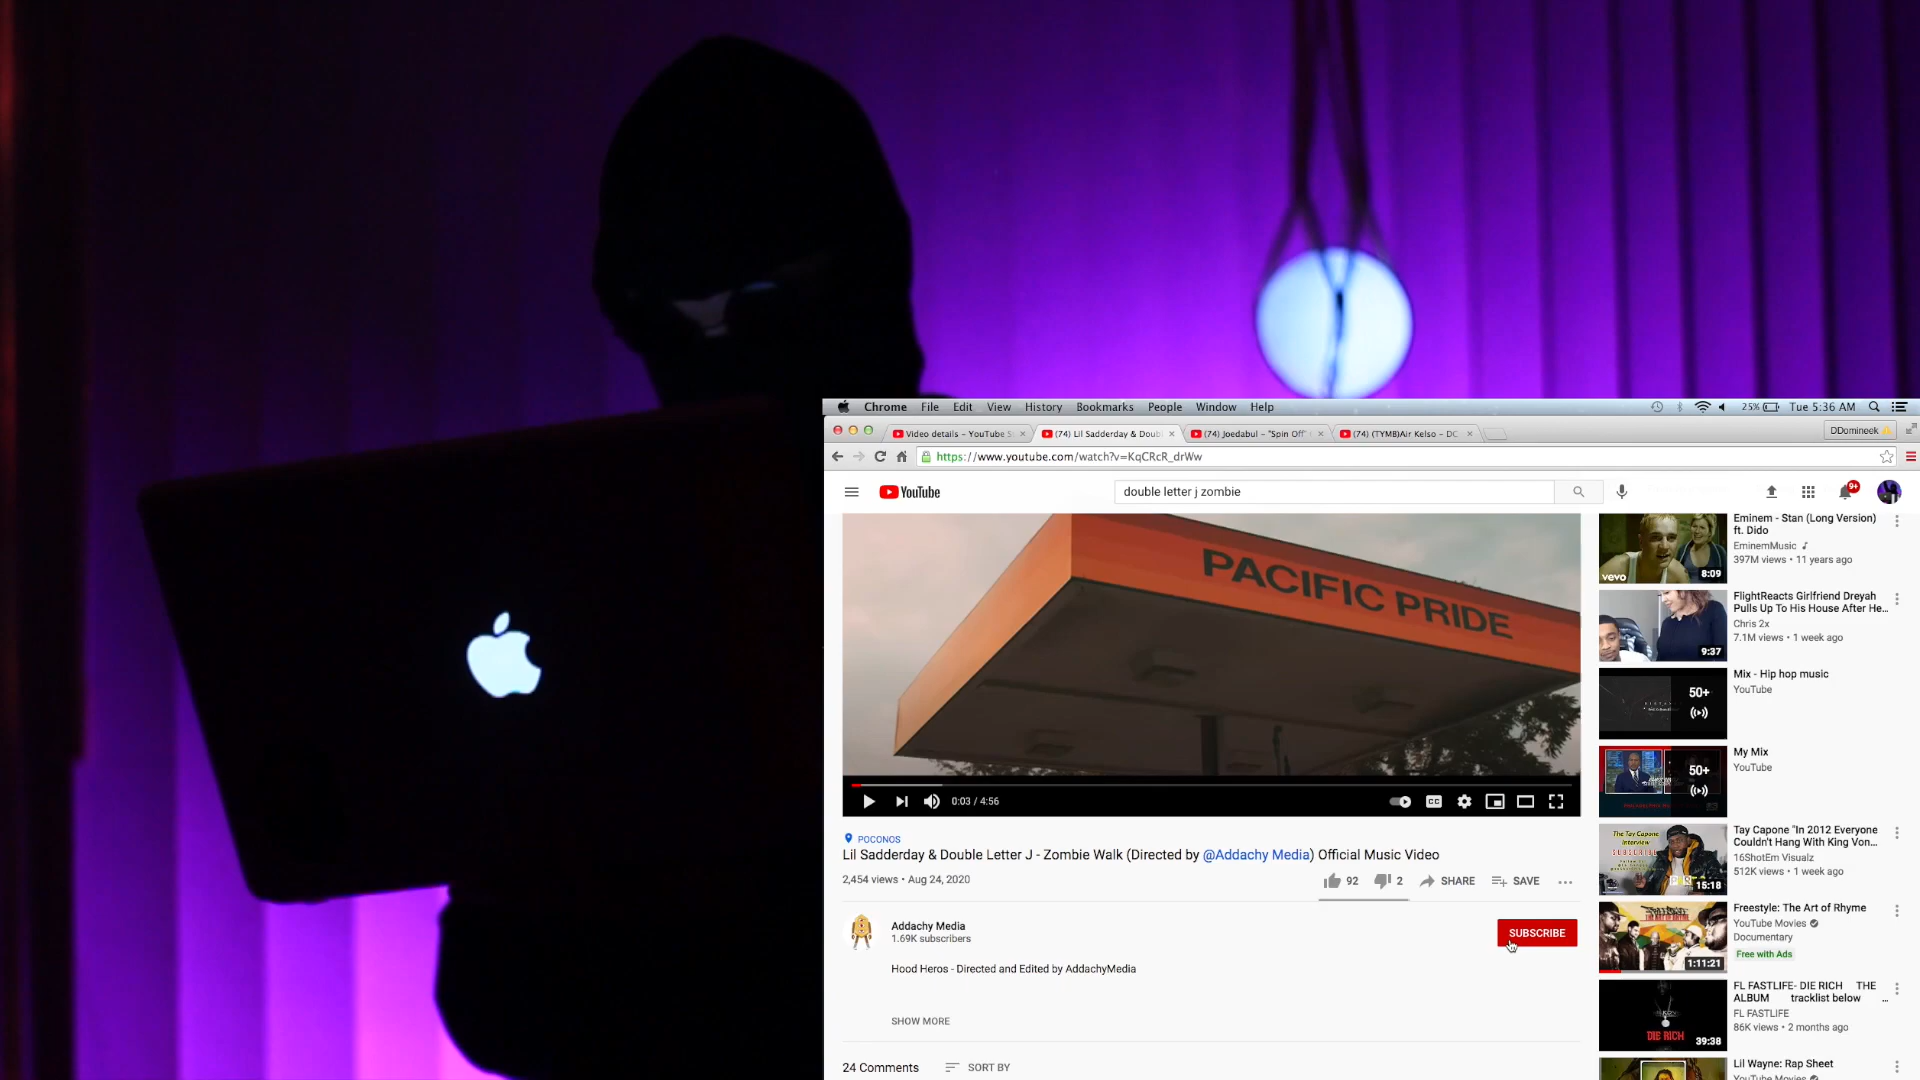 Chrome File Edit View History Bookmarks People Window Help
25% Tue 5:36 AM
Video details - YouTube S
(74) Lil Sadderday & Doub
(74) Joedabul - "Spin Off"
(74) (TYMB)Air Kelso - DC
DDomineek
https://www.youtube.com/watch?v=KqCRcR_drWw
YouTube
double letter j zombie
9+
PACIFIC PRIDE
0:03 / 4:56
CC
POCONOS
Lil Sadderday & Double Letter J - Zombie Walk (Directed by @Addachy Media) Official Music Video
2,454 views • Aug 24, 2020
92 2 SHARE SAVE
Addachy Media
1.69K subscribers
SUBSCRIBE
Hood Heros - Directed and Edited by AddachyMedia
SHOW MORE
24 Comments SORT BY
Eminem - Stan (Long Version)
ft. Dido
EminemMusic
397M views • 11 years ago
vevo
8:09
FlightReacts Girlfriend Dreyah
Pulls Up To His House After He...
Chris 2x
7.1M views • 1 week ago
9:37
Mix - Hip hop music
YouTube
50+
My Mix
YouTube
50+
Tay Capone "In 2012 Everyone
Couldn't Hang With King Von...
16ShotEm Visualz
512K views • 1 week ago
The Tay Capone
Interview
SUBSCRIBE
15:18
Freestyle: The Art of Rhyme
YouTube Movies
Documentary
Free with Ads
1:11:21
FL FASTLIFE- DIE RICH THE
ALBUM tracklist below ...
FL FASTLIFE
86K views • 2 months ago
DIE RICH
39:38
Lil Wayne: Rap Sheet
YouTube Movies